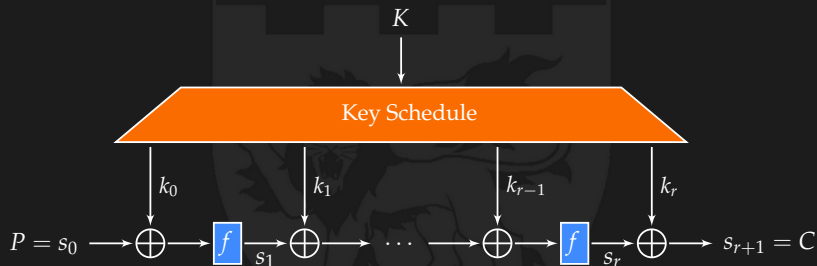 K
Key Schedule
k₀ k₁ kᵣ₋₁ kᵣ
P = s₀ f s₁ ⋯ f sᵣ sᵣ₊₁ = C